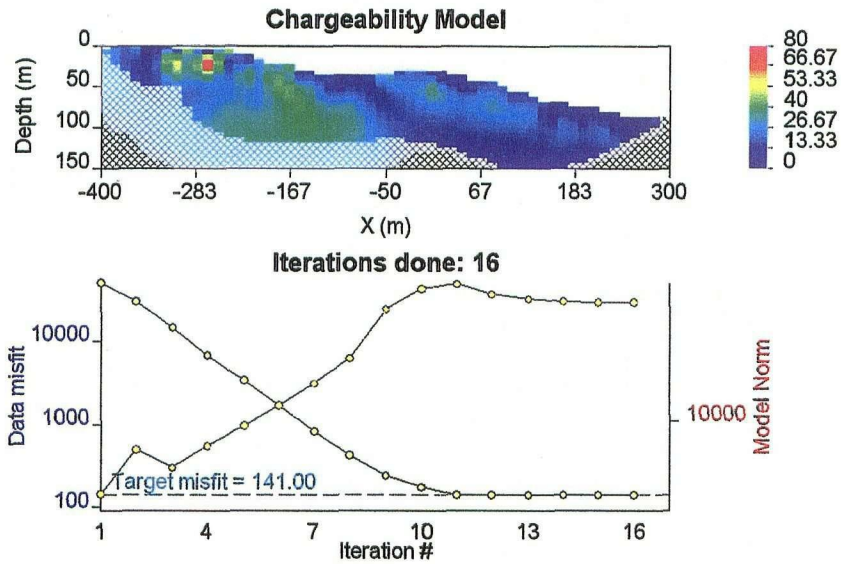 Chargeability Model
Depth (m)
0
50
100
150
-400 -283 -167 -50 67 183 300
X (m)
80
66.67
53.33
40
26.67
13.33
0
Iterations done: 16
Data misfit
10000
1000
100
Target misfit = 141.00
10000
Model Norm
1 4 7 10 13 16
Iteration #